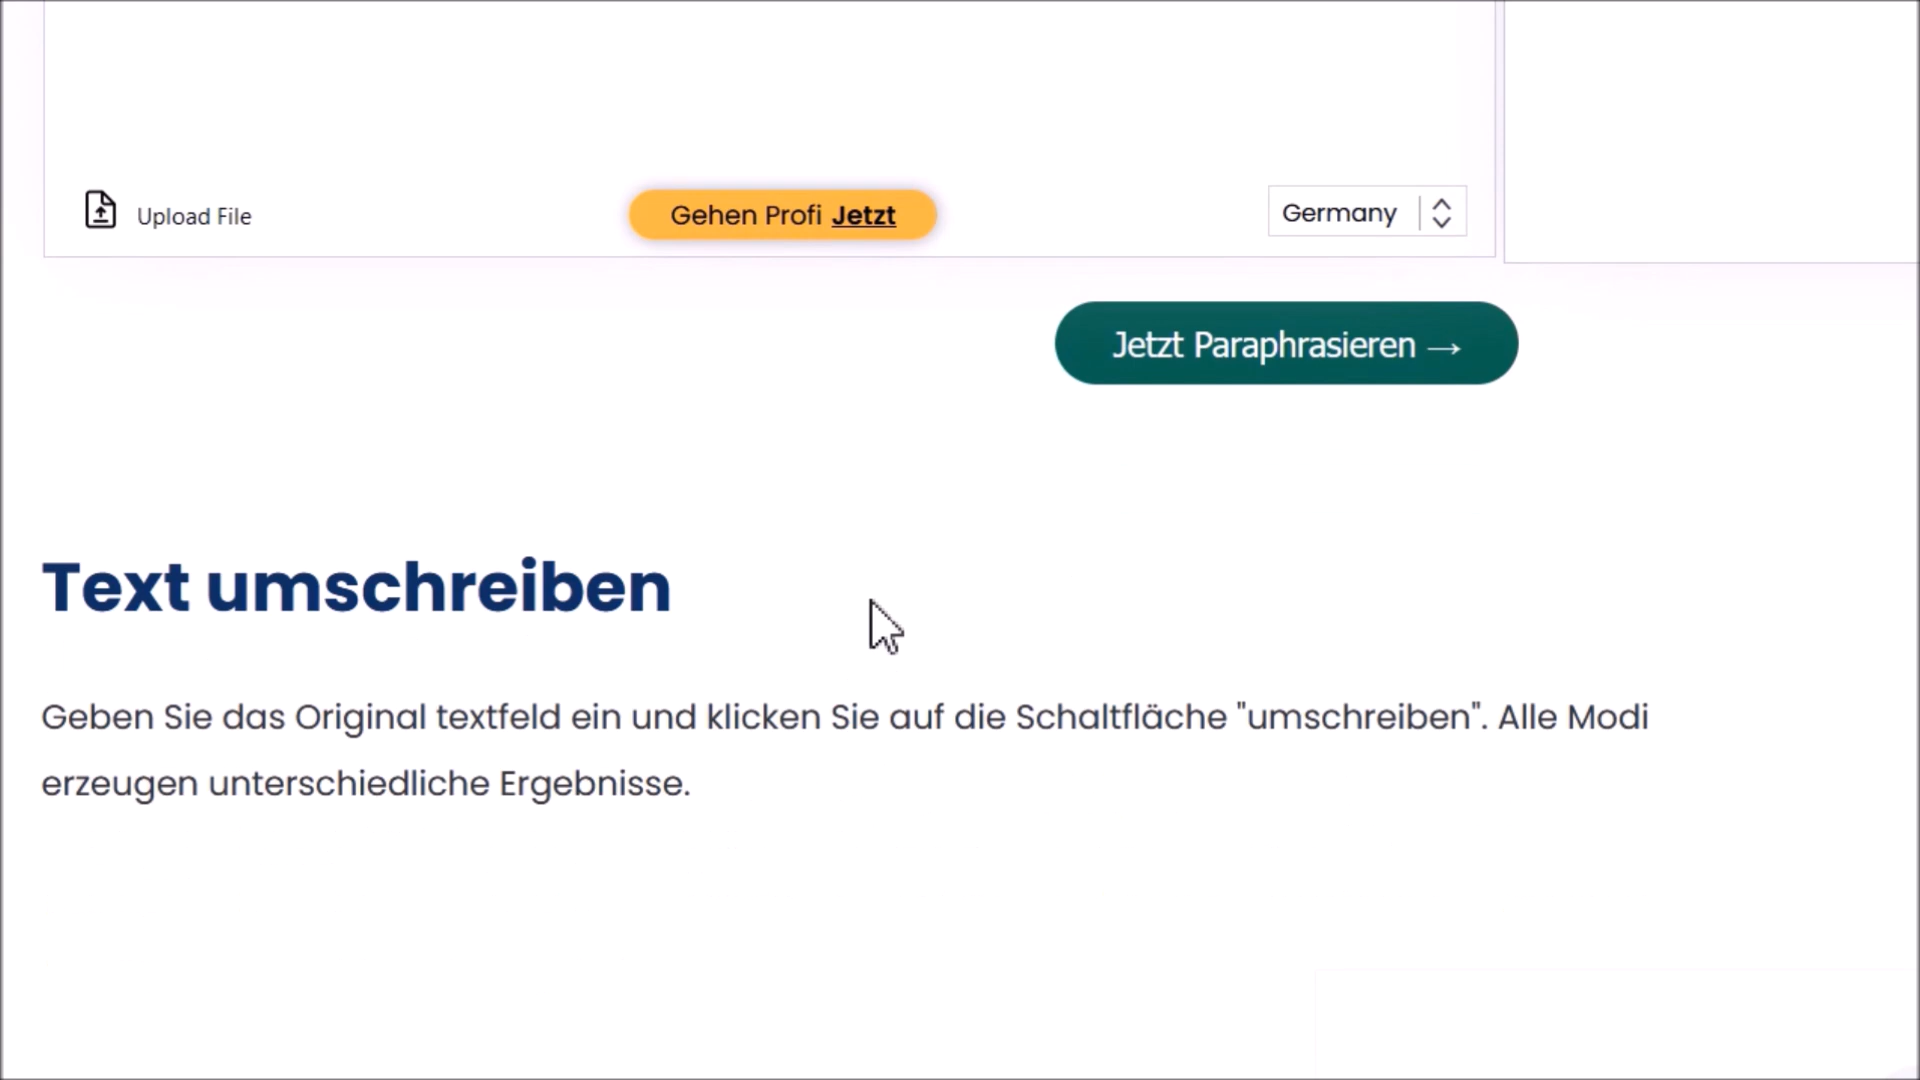 Upload File
Gehen Profi Jetzt
Germany
Jetzt Paraphrasieren →
Text umschreiben
Geben Sie das Original textfeld ein und klicken Sie auf die Schaltfläche "umschreiben". Alle Modi
erzeugen unterschiedliche Ergebnisse.